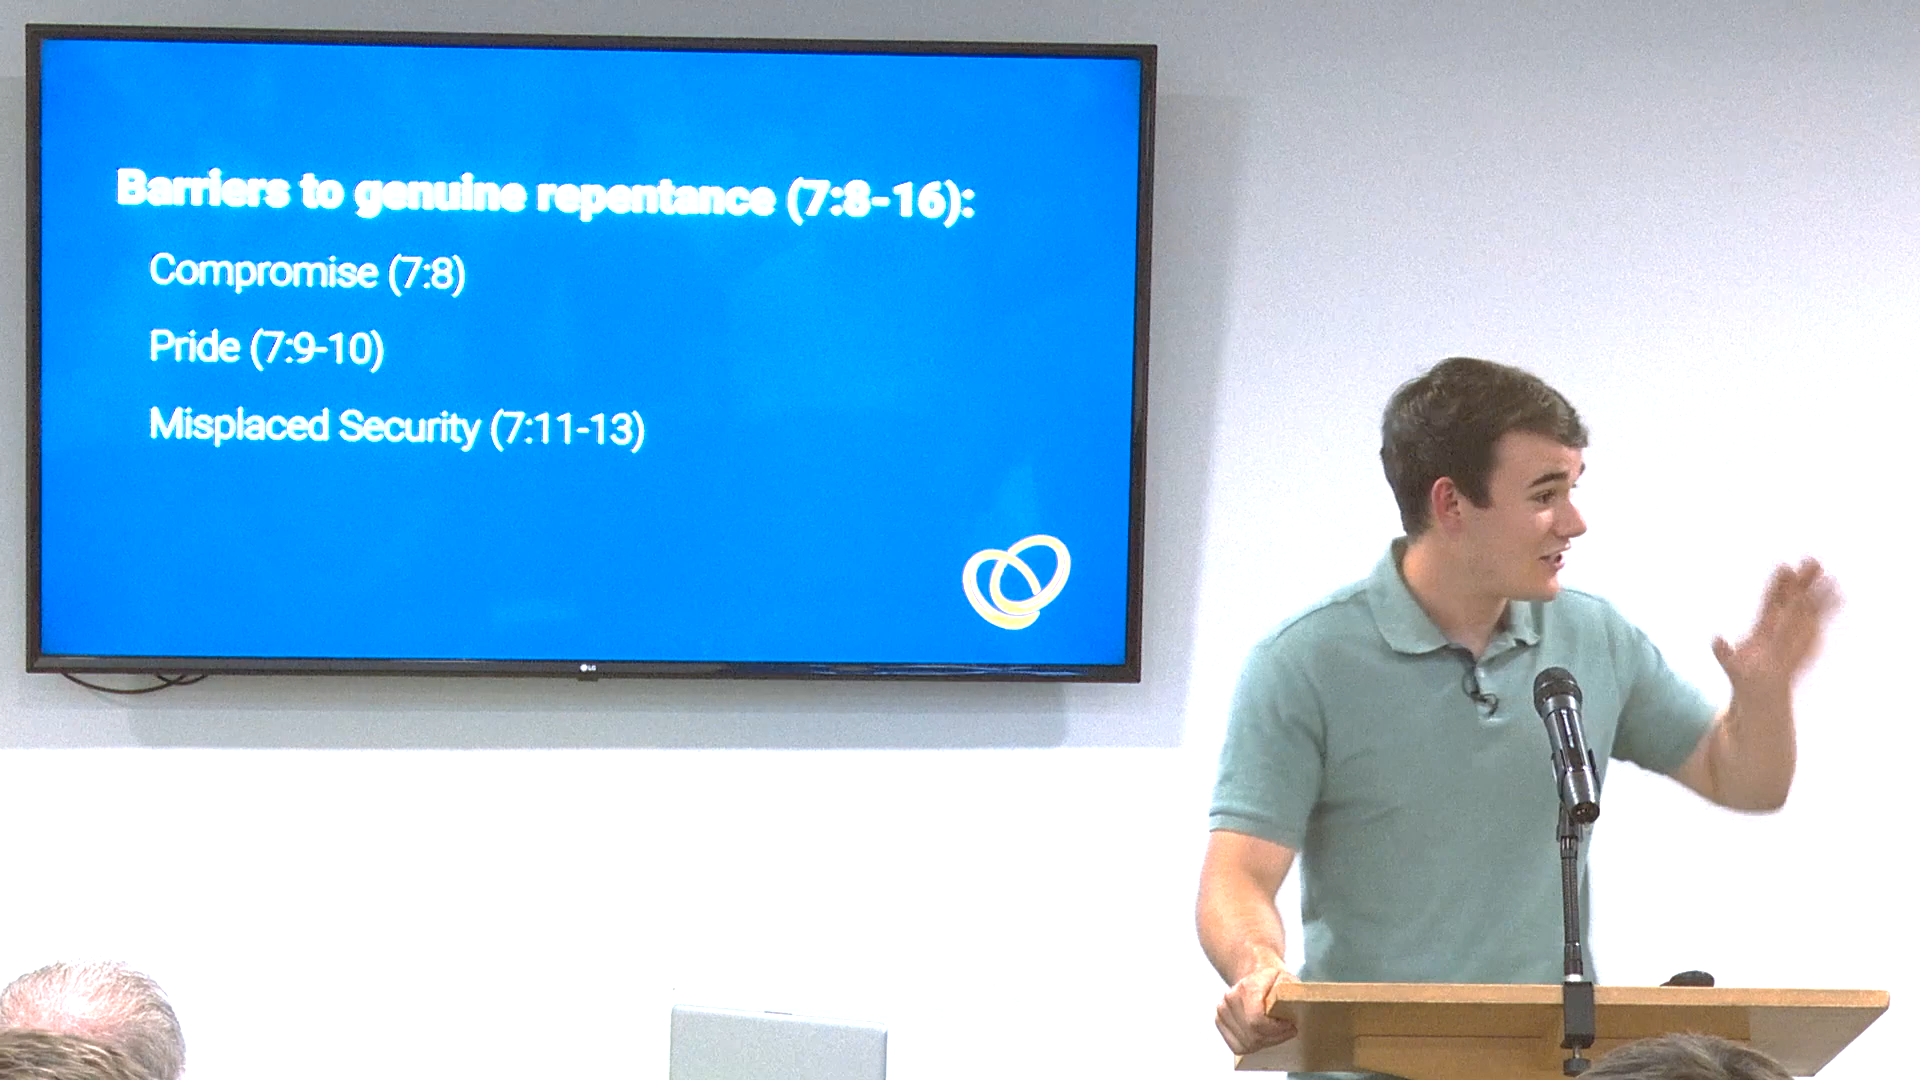 Barriers to genuine repentance (7:8-16):
Compromise (7:8)
Pride (7:9-10)
Misplaced Security (7:11-13)
LG